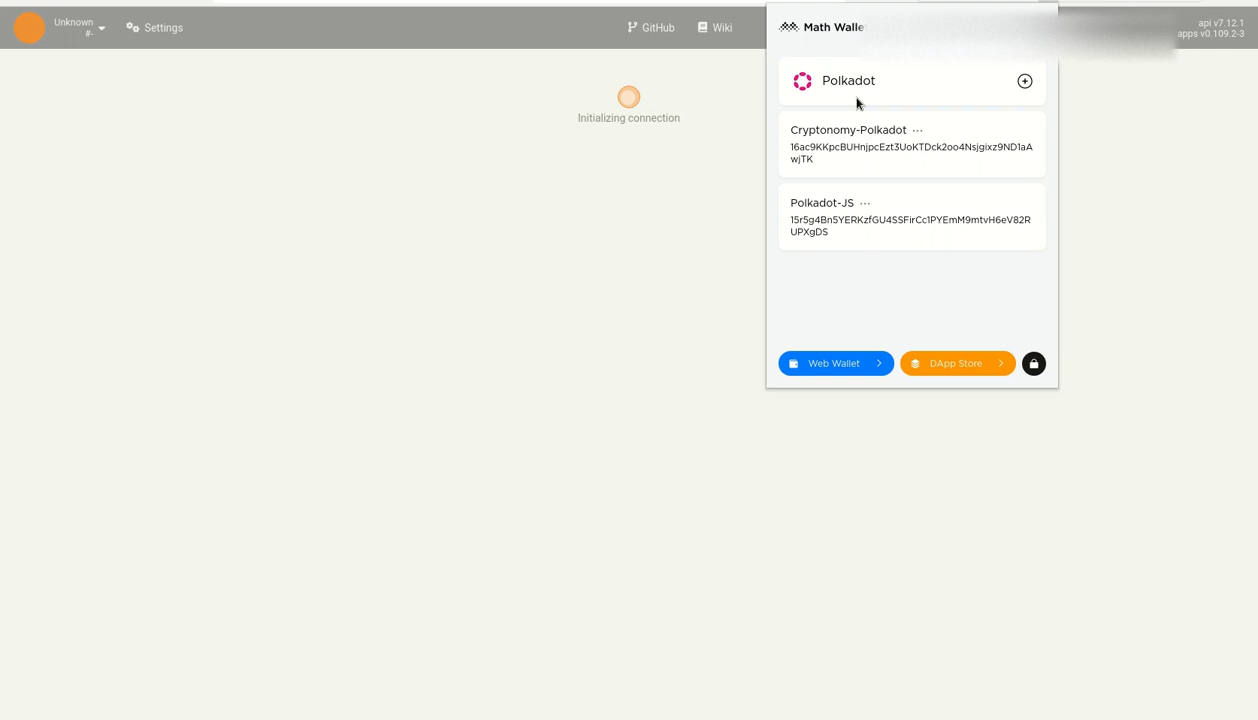 Unknown
#-
Settings
GitHub
Wiki
Math Walle
api v7.12.1
apps v0.109.2-3
Initializing connection
Polkadot
Cryptonomy-Polkadot ···
16ac9KKpcBUHnjpcEzt3UoKTDck2oo4Nsjgixz9ND1aA
wjTK
Polkadot-JS ···
15r5g4Bn5YERKzfGU4SSFirCc1PYEmM9mtvH6eV82R
UPXgDS
Web Wallet
DApp Store